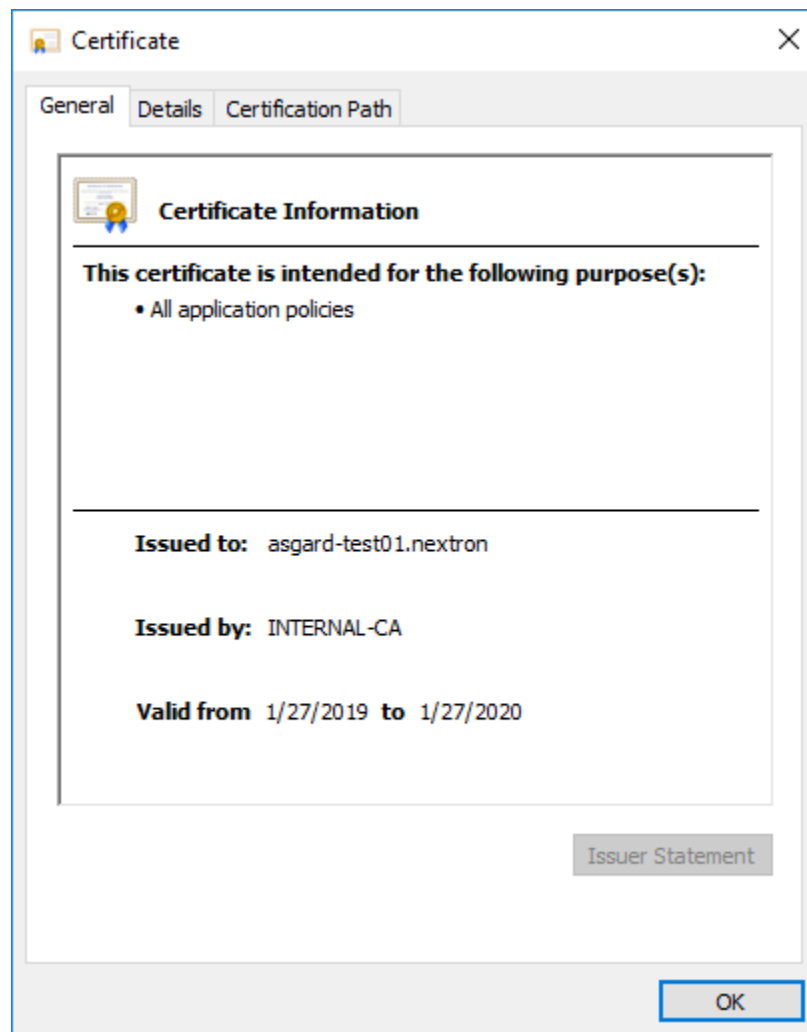 Certificate
General Details Certification Path
Certificate Information
This certificate is intended for the following purpose(s):
• All application policies
Issued to: asgard-test01.nextron
Issued by: INTERNAL-CA
Valid from 1/27/2019 to 1/27/2020
Issuer Statement
OK